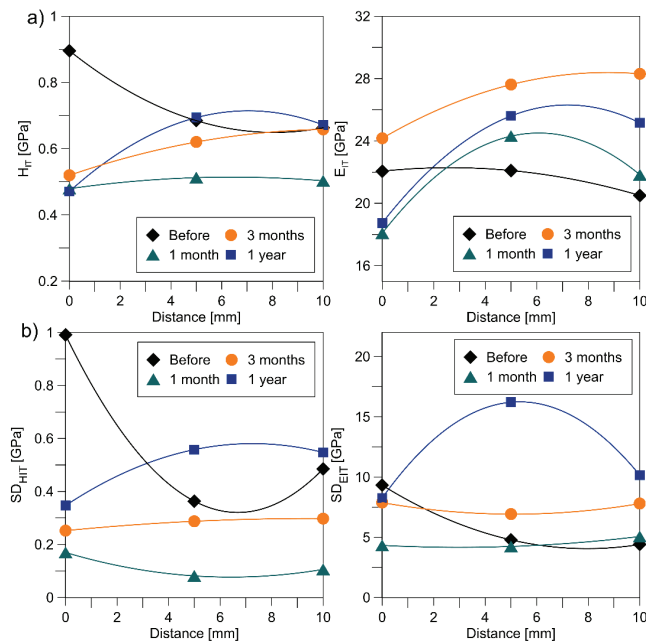 a)
1
0.8
0.6
0.4
0.2
H_IT [GPa]
Before
3 months
1 month
1 year
0 2 4 6 8 10
Distance [mm]
32
28
24
20
16
E_IT [GPa]
Before
3 months
1 month
1 year
0 2 4 6 8 10
Distance [mm]
b)
1
0.8
0.6
0.4
0.2
0
SD_HIT [GPa]
Before
3 months
1 month
1 year
0 2 4 6 8 10
Distance [mm]
20
15
10
5
0
SD_EIT [GPa]
Before
3 months
1 month
1 year
0 2 4 6 8 10
Distance [mm]